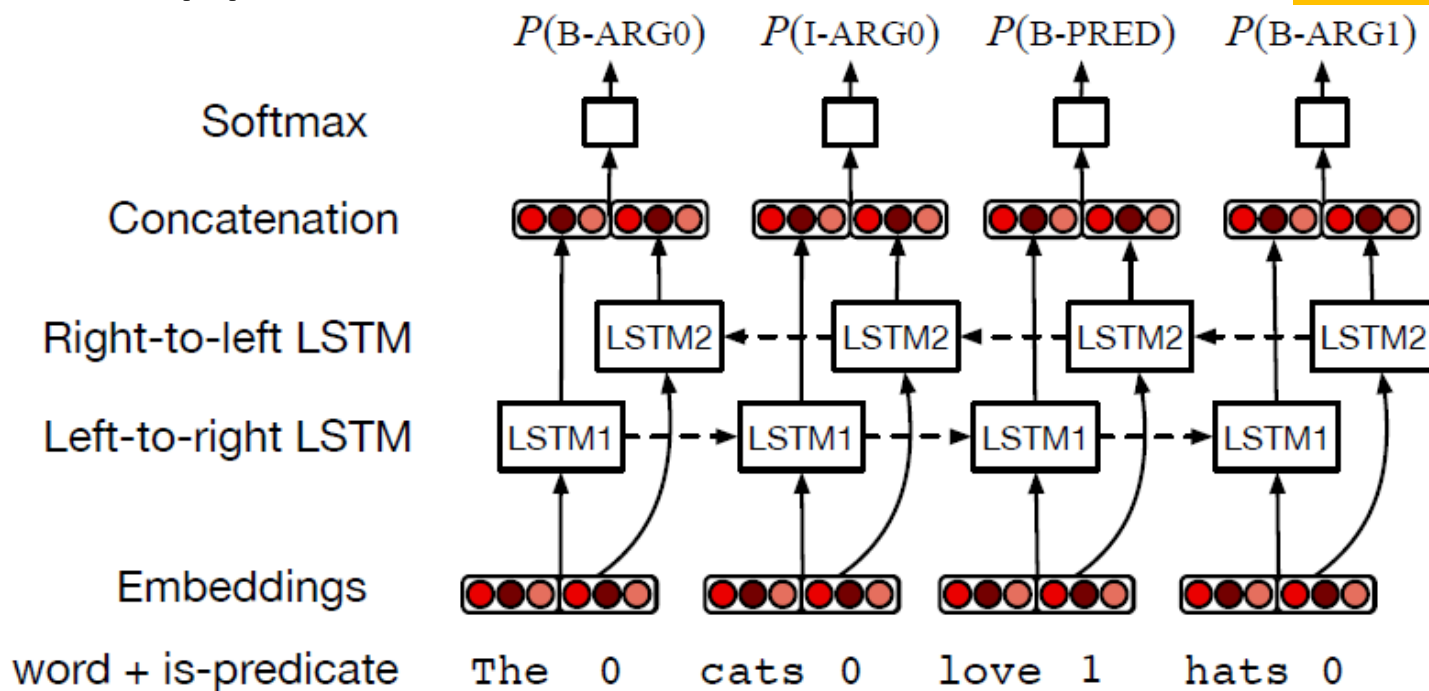 P(B-ARG0) P(I-ARG0) P(B-PRED) P(B-ARG1)
Softmax
Concatenation
Right-to-left LSTM LSTM2 LSTM2 LSTM2 LSTM2
Left-to-right LSTM LSTM1 LSTM1 LSTM1 LSTM1
Embeddings
word + is-predicate The 0 cats 0 love 1 hats 0